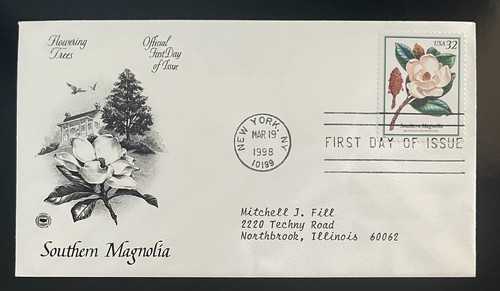 Flowering
Trees
Official
First Day
of Issue
USA 32
Southern Magnolia
NEW YORK, NY
MAR 19
1998
10199
FIRST DAY OF ISSUE
Mitchell J. Fill
2220 Techny Road
Northbrook, Illinois 60062
Southern Magnolia